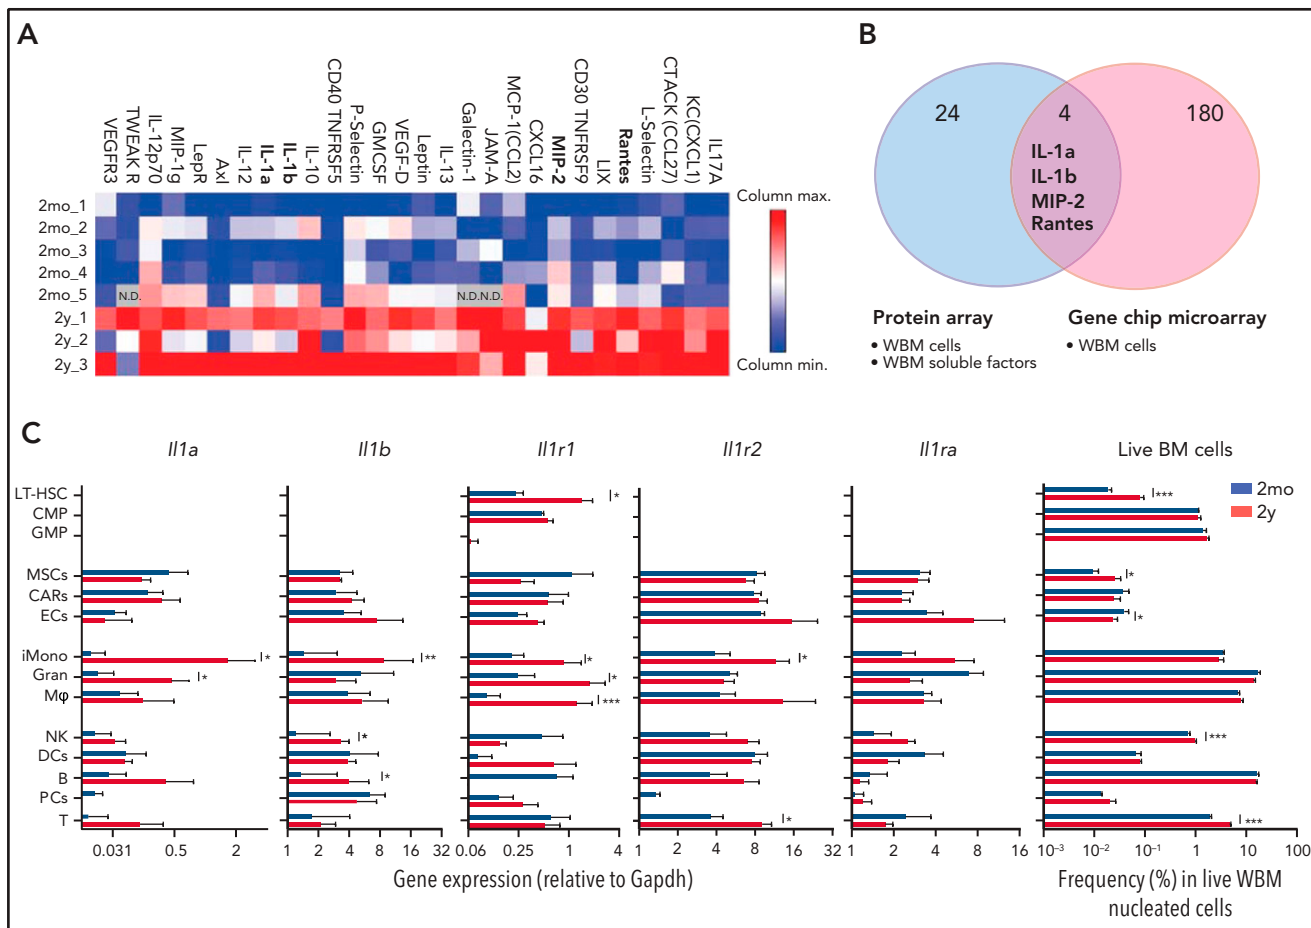 A
VEGFR3
TWEAK R
IL-12p70
MIP-1g
LepR
Axl
IL-12
IL-1a
IL-1b
IL-10
CD40 TNFRSF5
P-Selectin
GMCSF
VEGF-D
Leptin
IL-13
Galectin-1
JAM-A
MCP-1(CCL2)
CXCL16
MIP-2
CD30 TNFRSF9
LIX
Rantes
L-Selectin
CTACK (CCL27)
KC(CXCL1)
IL17A
2mo_1
2mo_2
2mo_3
2mo_4
2mo_5
N.D.
N.D.
N.D.
2y_1
2y_2
2y_3
Column max.
Column min.
B
24
4
180
IL-1a
IL-1b
MIP-2
Rantes
Protein array
• WBM cells
• WBM soluble factors
Gene chip microarray
• WBM cells
C
Il1a
Il1b
Il1r1
Il1r2
Il1ra
Live BM cells
2mo
2y
LT-HSC
*
***
CMP
GMP
MSCs
*
CARs
ECs
*
iMono
*
**
*
*
Gran
*
*
Mφ
***
NK
*
***
DCs
B
*
PCs
T
*
***
0.031 0.5 2
1 2 4 8 16 32
0.06 0.25 1 4
1 2 4 8 16 32
1 2 4 8 16
10⁻³ 10⁻² 10⁻¹ 10⁰ 10 100
Gene expression (relative to Gapdh)
Frequency (%) in live WBM
nucleated cells